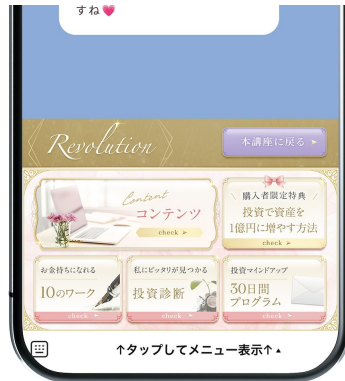 すね💗
Revolution
本講座に戻る ➤
Content
コンテンツ
check ➤
購入者限定特典
投資で資産を
1億円に増やす方法
check ➤
お金持ちになれる
10のワーク
check ➤
私にピッタリが見つかる
投資診断
check ➤
投資マインドアップ
30日間
プログラム
check ➤
↑タップしてメニュー表示↑▲